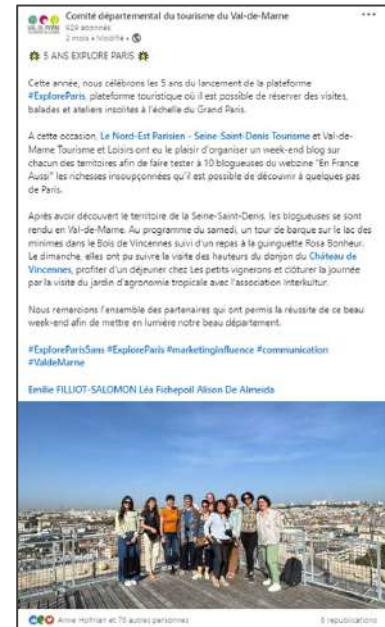 Comité départemental du tourisme du Val-de-Marne
929 abonnés
2 mois • Modifié •
5 ANS EXPLORE PARIS
Cette année, nous célébrons les 5 ans du lancement de la plateforme
#ExploreParis, plateforme touristique où il est possible de réserver des visites,
balades et ateliers insolites à l'échelle du Grand Paris.
A cette occasion, Le Nord-Est Parisien - Seine-Saint-Denis Tourisme et Val-de-
Marne Tourisme et Loisirs ont eu le plaisir d'organiser un week-end blog sur
chacun des territoires afin de faire tester à 10 blogueuses du webzine "En France
Aussi" les richesses insoupçonnées qu'il est possible de découvrir à quelques pas
de Paris.
Après avoir découvert le territoire de la Seine-Saint-Denis, les blogueuses se sont
rendu en Val-de-Marne. Au programme du samedi, un tour de barque sur le lac des
minimes dans le Bois de Vincennes suivi d'un repas à la guinguette Rosa Bonheur.
Le dimanche, elles ont pu suivre la visite des hauteurs du donjon du Château de
Vincennes, profiter d'un déjeuner chez Les petits vignerons et clôturer la journée
par la visite du jardin d'agronomie tropicale avec l'association Interkultur.
Nous remercions l'ensemble des partenaires qui ont permis la réussite de ce beau
week-end afin de mettre en lumière notre beau département.
#ExploreParis5ans #ExploreParis #marketinginfluence #communication
#ValdeMarne
Emilie FILLIOT-SALOMON Léa Fichepoil Alison De Almeida
Anne Hofman et 76 autres personnes
6 republications